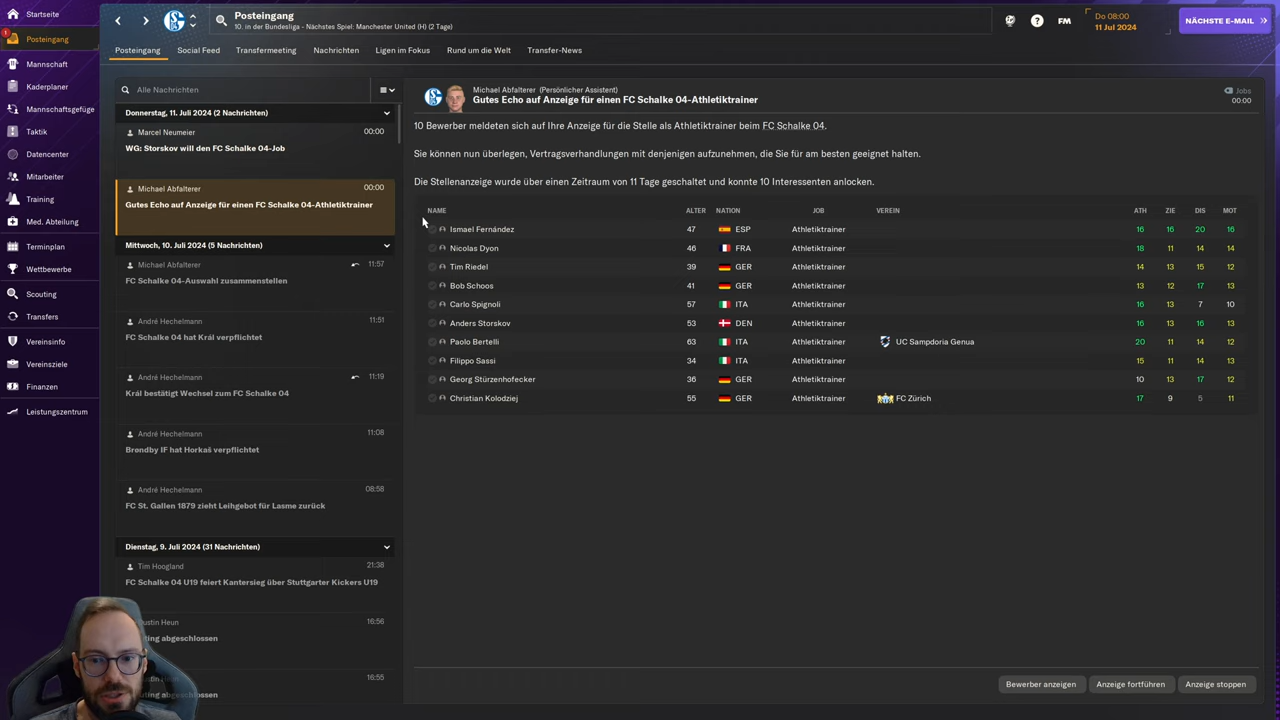 Startseite
Posteingang
10. in der Bundesliga - Nächstes Spiel: Manchester United (H) (2 Tage)
FM
Do 08:00
11 Jul 2024
NÄCHSTE E-MAIL
1
Posteingang
Mannschaft
Kaderplaner
Mannschaftsgefüge
Taktik
Datencenter
Mitarbeiter
Training
Med. Abteilung
Terminplan
Wettbewerbe
Scouting
Transfers
Vereinsinfo
Vereinsziele
Finanzen
Leistungszentrum
Posteingang
Social Feed
Transfermeeting
Nachrichten
Ligen im Fokus
Rund um die Welt
Transfer-News
Alle Nachrichten
Donnerstag, 11. Juli 2024 (2 Nachrichten)
Marcel Neumeier 00:00
WG: Storskov will den FC Schalke 04-Job
Michael Abfalterer 00:00
Gutes Echo auf Anzeige für einen FC Schalke 04-Athletiktrainer
Mittwoch, 10. Juli 2024 (5 Nachrichten)
Michael Abfalterer 11:57
FC Schalke 04-Auswahl zusammenstellen
André Hechelmann 11:51
FC Schalke 04 hat Král verpflichtet
André Hechelmann 11:19
Král bestätigt Wechsel zum FC Schalke 04
André Hechelmann 11:08
Brøndby IF hat Horkaš verpflichtet
André Hechelmann 08:58
FC St. Gallen 1879 zieht Leihgebot für Lasme zurück
Dienstag, 9. Juli 2024 (31 Nachrichten)
Tim Hoogland 21:38
FC Schalke 04 U19 feiert Kantersieg über Stuttgarter Kickers U19
Heun 16:56
abgeschlossen
16:55
abgeschlossen
Michael Abfalterer (Persönlicher Assistent)
Gutes Echo auf Anzeige für einen FC Schalke 04-Athletiktrainer
Jobs
00:00
10 Bewerber meldeten sich auf Ihre Anzeige für die Stelle als Athletiktrainer beim FC Schalke 04.
Sie können nun überlegen, Vertragsverhandlungen mit denjenigen aufzunehmen, die Sie für am besten geeignet halten.
Die Stellenanzeige wurde über einen Zeitraum von 11 Tage geschaltet und konnte 10 Interessenten anlocken.
NAME ALTER NATION JOB VEREIN ATH ZIE DIS MOT
Ismael Fernández 47 ESP Athletiktrainer 16 16 20 16
Nicolas Dyon 46 FRA Athletiktrainer 18 11 14 14
Tim Riedel 39 GER Athletiktrainer 14 13 15 12
Bob Schoos 41 GER Athletiktrainer 13 12 17 13
Carlo Spignoli 57 ITA Athletiktrainer 16 13 7 10
Anders Storskov 53 DEN Athletiktrainer 16 13 16 13
Paolo Bertelli 63 ITA Athletiktrainer UC Sampdoria Genua 20 11 14 12
Filippo Sassi 34 ITA Athletiktrainer 15 11 14 13
Georg Stürzenhofecker 36 GER Athletiktrainer 10 13 17 12
Christian Kolodziej 55 GER Athletiktrainer FC Zürich 17 9 5 11
Bewerber anzeigen
Anzeige fortführen
Anzeige stoppen